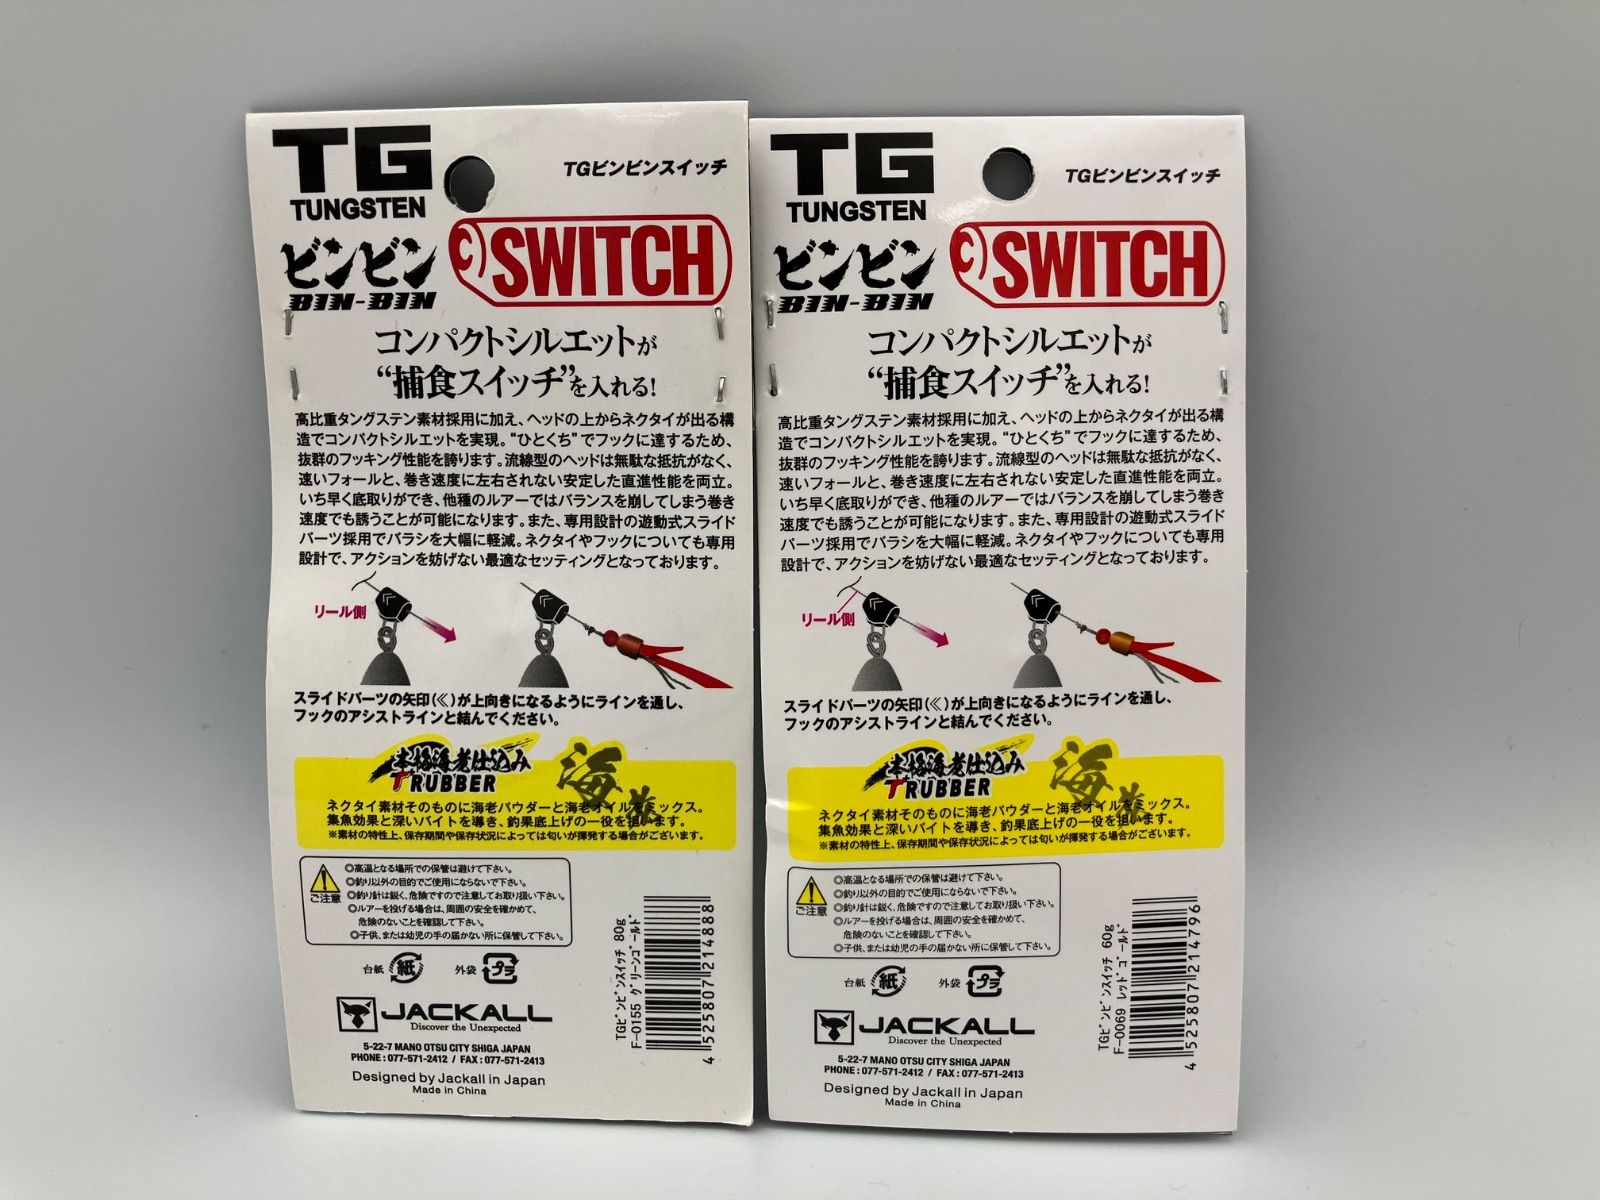 TG
TUNGSTEN
TGビンビンスイッチ
ビンビン
BIN-BIN
SWITCH
コンパクトシルエットが
“捕食スイッチ”を入れる!
高比重タングステン素材採用に加え、ヘッドの上からネクタイが出る構
造でコンパクトシルエットを実現。“ひとくち”でフックに達するため、
抜群のフッキング性能を誇ります。流線型のヘッドは無駄な抵抗がなく、
速いフォールと、巻き速度に左右されない安定した直進性能を両立。
いち早く底取りができ、他種のルアーではバランスを崩してしまう巻き
速度でも誘うことが可能になります。また、専用設計の遊動式スライド
パーツ採用でバラシを大幅に軽減。ネクタイやフックについても専用
設計で、アクションを妨げない最適なセッティングとなっております。
リール側
スライドパーツの矢印(≪)が上向きになるようにラインを通し、
フックのアシストラインと結んでください。
本格海老仕込み
T RUBBER
海老
ネクタイ素材そのものに海老パウダーと海老オイルをミックス。
集魚効果と深いバイトを導き、釣果底上げの一役を担います。
※素材の特性上、保存期間や保存状況によっては匂いが揮発する場合がございます。
ご注意
◎高温となる場所での保管は避けて下さい。
◎釣り以外の目的でご使用にならないで下さい。
◎釣り針は鋭く、危険ですので注意してお取り扱い下さい。
◎ルアーを投げる場合は、周囲の安全を確かめて、
危険のないことを確認して下さい。
◎子供、または幼児の手の届かない所に保管して下さい。
台紙 紙 外袋 プラ
JACKALL
Discover the Unexpected
5-22-7 MANO OTSU CITY SHIGA JAPAN
PHONE : 077-571-2412 / FAX : 077-571-2413
Designed by Jackall in Japan
Made in China
TGビンビンスイッチ 80g
F-0155 グリーンゴールド
4 525807 214888
TG
TUNGSTEN
TGビンビンスイッチ
ビンビン
BIN-BIN
SWITCH
コンパクトシルエットが
“捕食スイッチ”を入れる!
高比重タングステン素材採用に加え、ヘッドの上からネクタイが出る構
造でコンパクトシルエットを実現。“ひとくち”でフックに達するため、
抜群のフッキング性能を誇ります。流線型のヘッドは無駄な抵抗がなく、
速いフォールと、巻き速度に左右されない安定した直進性能を両立。
いち早く底取りができ、他種のルアーではバランスを崩してしまう巻き
速度でも誘うことが可能になります。また、専用設計の遊動式スライド
パーツ採用でバラシを大幅に軽減。ネクタイやフックについても専用
設計で、アクションを妨げない最適なセッティングとなっております。
リール側
スライドパーツの矢印(≪)が上向きになるようにラインを通し、
フックのアシストラインと結んでください。
本格海老仕込み
T RUBBER
海老
ネクタイ素材そのものに海老パウダーと海老オイルをミックス。
集魚効果と深いバイトを導き、釣果底上げの一役を担います。
※素材の特性上、保存期間や保存状況によっては匂いが揮発する場合がございます。
ご注意
◎高温となる場所での保管は避けて下さい。
◎釣り以外の目的でご使用にならないで下さい。
◎釣り針は鋭く、危険ですので注意してお取り扱い下さい。
◎ルアーを投げる場合は、周囲の安全を確かめて、
危険のないことを確認して下さい。
◎子供、または幼児の手の届かない所に保管して下さい。
台紙 紙 外袋 プラ
JACKALL
Discover the Unexpected
5-22-7 MANO OTSU CITY SHIGA JAPAN
PHONE : 077-571-2412 / FAX : 077-571-2413
Designed by Jackall in Japan
Made in China
TGビンビンスイッチ 60g
F-0069 レッドゴールド
4 525807 214796